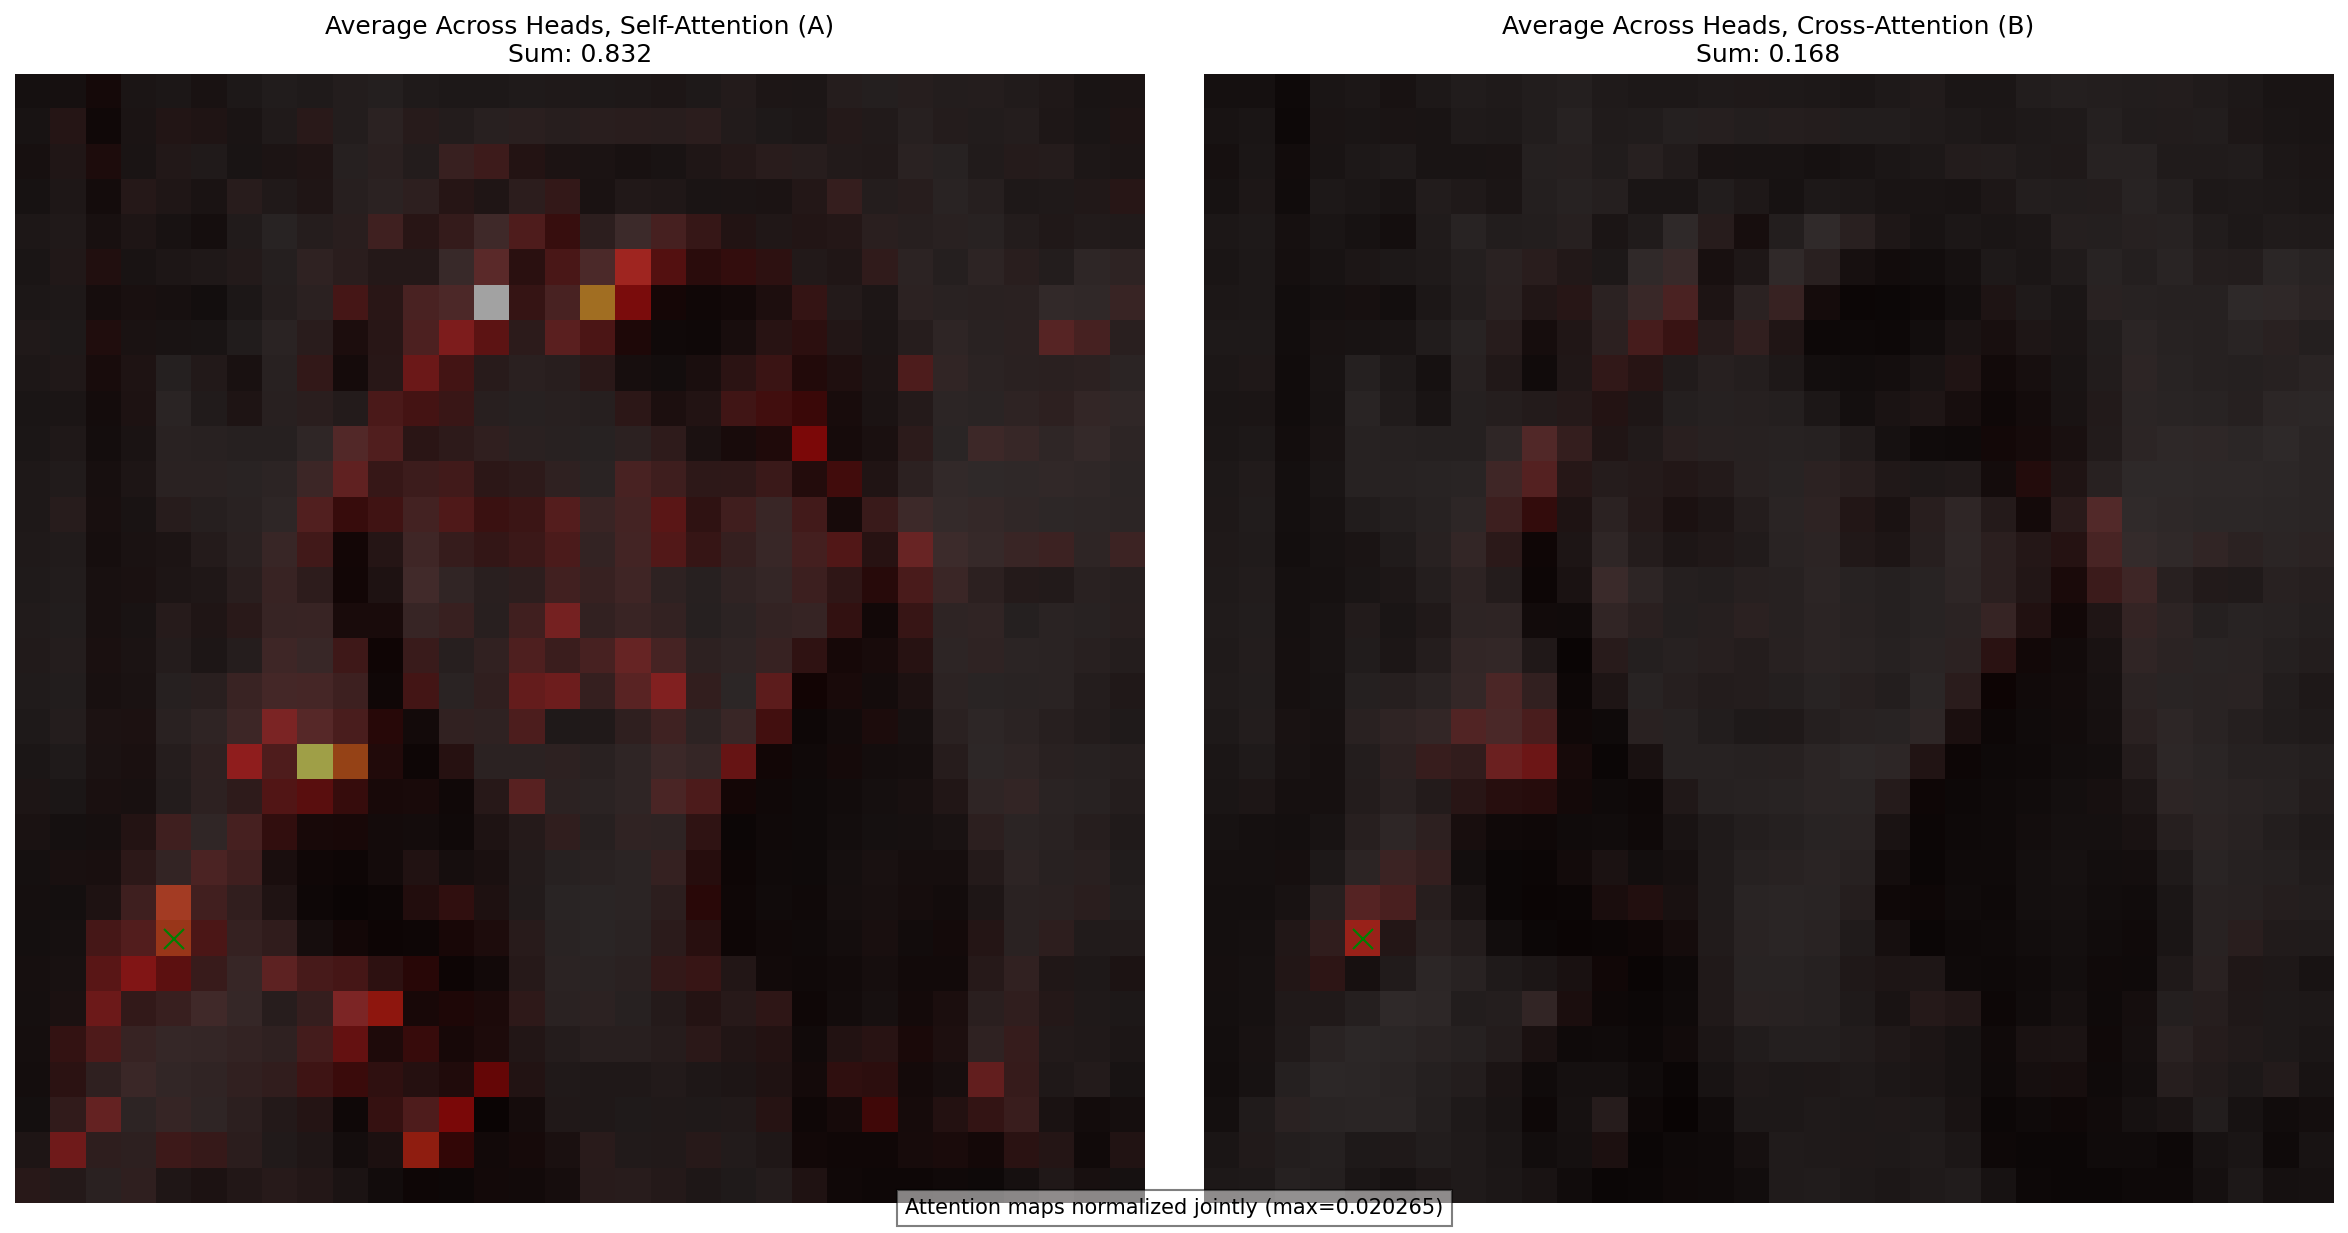 Average Across Heads, Self-Attention (A)
Sum: 0.832
Average Across Heads, Cross-Attention (B)
Sum: 0.168
Attention maps normalized jointly (max=0.020265)